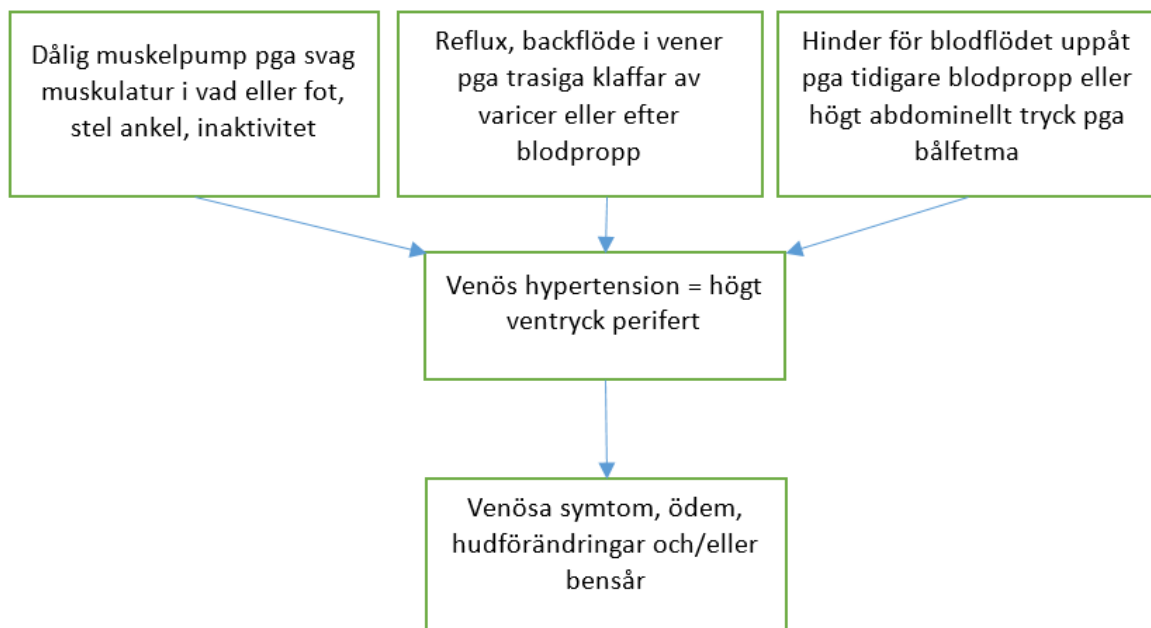 Dålig muskelpump pga svag
muskulatur i vad eller fot,
stel ankel, inaktivitet
Reflux, backflöde i vener
pga trasiga klaffar av
varicer eller efter
blodpropp
Hinder för blodflödet uppåt
pga tidigare blodpropp eller
högt abdominellt tryck pga
bålfetma
Venös hypertension = högt
ventryck perifert
Venösa symtom, ödem,
hudförändringar och/eller
bensår